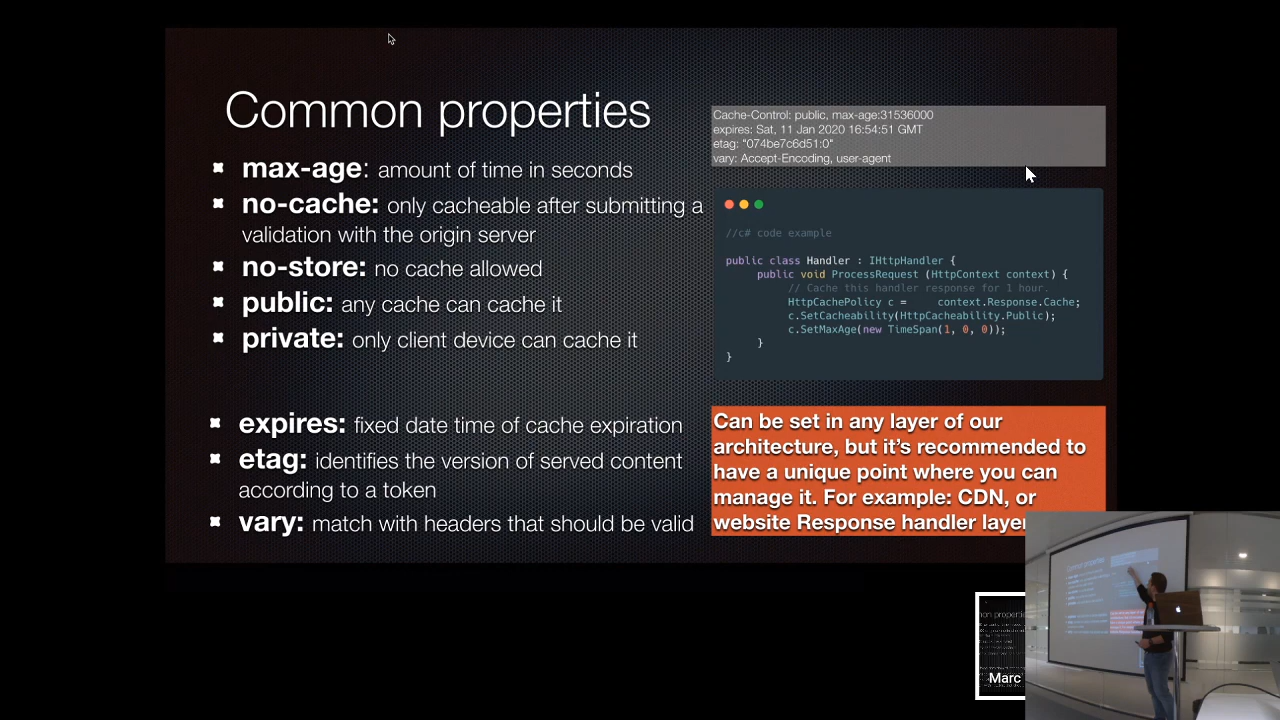 Common properties
max-age: amount of time in seconds
no-cache: only cacheable after submitting a
validation with the origin server
no-store: no cache allowed
public: any cache can cache it
private: only client device can cache it
expires: fixed date time of cache expiration
etag: identifies the version of served content
according to a token
vary: match with headers that should be valid
Cache-Control: public, max-age:31536000
expires: Sat, 11 Jan 2020 16:54:51 GMT
etag: "074be7c6d51:0"
vary: Accept-Encoding, user-agent
//c# code example
public class Handler : IHttpHandler {
public void ProcessRequest (HttpContext context) {
// Cache this handler response for 1 hour.
HttpCachePolicy c = context.Response.Cache;
c.SetCacheability(HttpCacheability.Public);
c.SetMaxAge(new TimeSpan(1, 0, 0));
}
}
Can be set in any layer of our
architecture, but it's recommended to
have a unique point where you can
manage it. For example: CDN, or
website Response handler layer
Marc